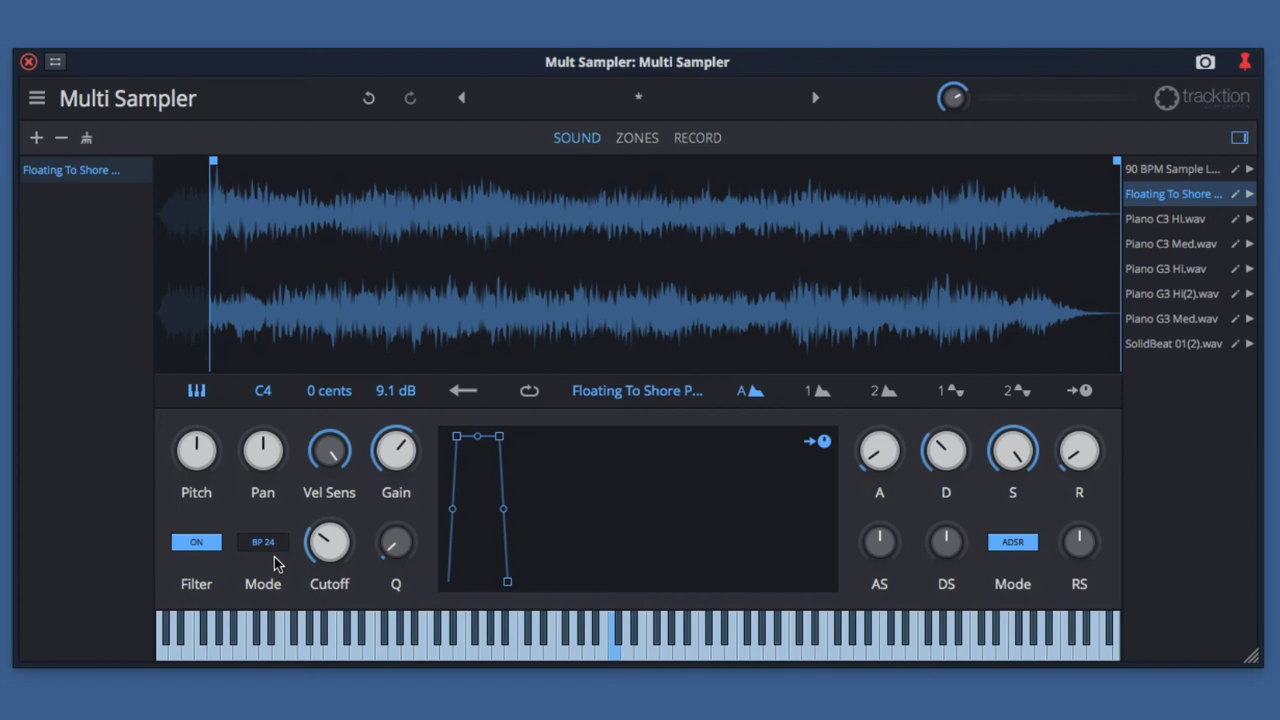 Mult Sampler: Multi Sampler
Multi Sampler
*
tracktion
SOUND ZONES RECORD
Floating To Shore ...
90 BPM Sample L...
Floating To Shore ...
Piano C3 Hi.wav
Piano C3 Med.wav
Piano G3 Hi.wav
Piano G3 Hi(2).wav
Piano G3 Med.wav
SolidBeat 01(2).wav
C4 0 cents 9.1 dB Floating To Shore P... A 1 2 1 2
Pitch Pan Vel Sens Gain A D S R
ON BP 24 ADSR
Filter Mode Cutoff Q AS DS Mode RS